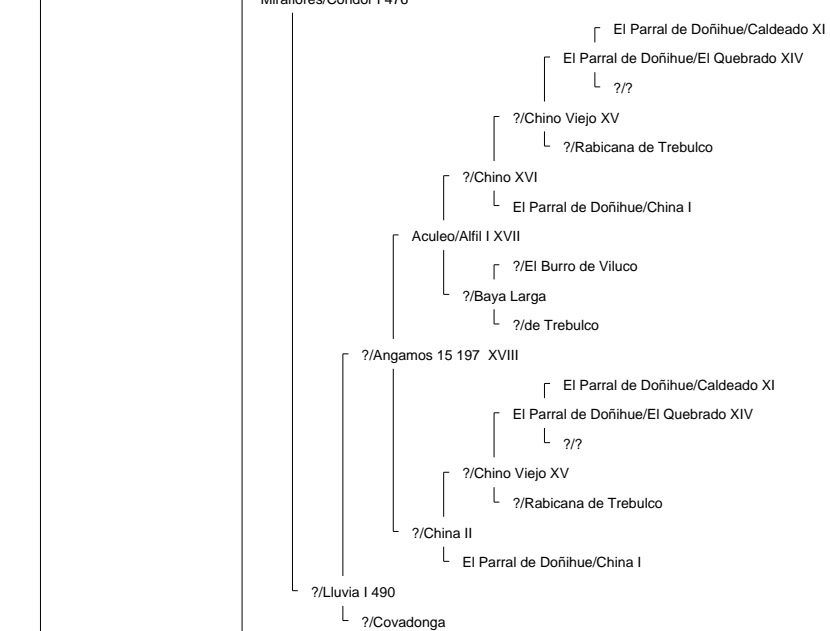 Miraflores/Cóndor I 476
El Parral de Doñihue/Caldeado XI
El Parral de Doñihue/El Quebrado XIV
?/?
?/Chino Viejo XV
?/Rabicana de Trebulco
?/Chino XVI
El Parral de Doñihue/China I
Aculeo/Alfil I XVII
?/El Burro de Viluco
?/Baya Larga
?/de Trebulco
?/Angamos 15 197  XVIII
El Parral de Doñihue/Caldeado XI
El Parral de Doñihue/El Quebrado XIV
?/?
?/Chino Viejo XV
?/Rabicana de Trebulco
?/China II
El Parral de Doñihue/China I
?/Lluvia I 490
?/Covadonga